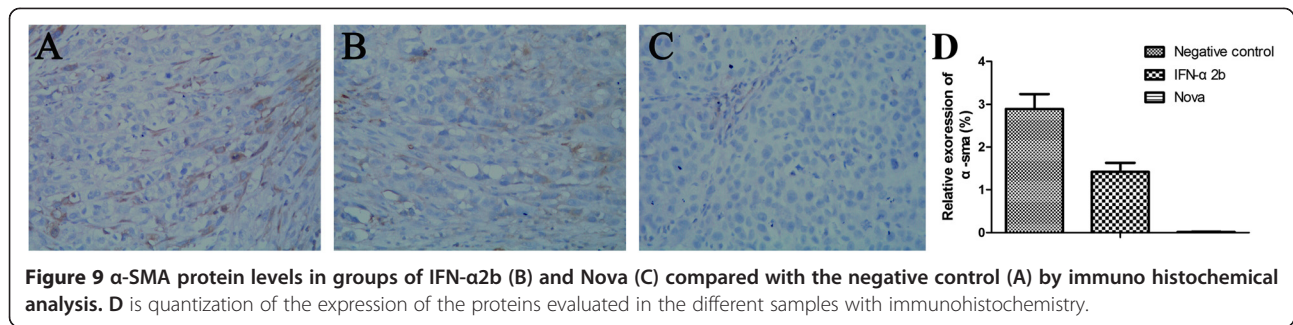 A
B
C
D
Negative control
IFN-α 2b
Nova
Relative exoression of
α -sma (%)
4
3
2
1
0
Figure 9 α-SMA protein levels in groups of IFN-α2b (B) and Nova (C) compared with the negative control (A) by immuno histochemical
analysis. D is quantization of the expression of the proteins evaluated in the different samples with immunohistochemistry.